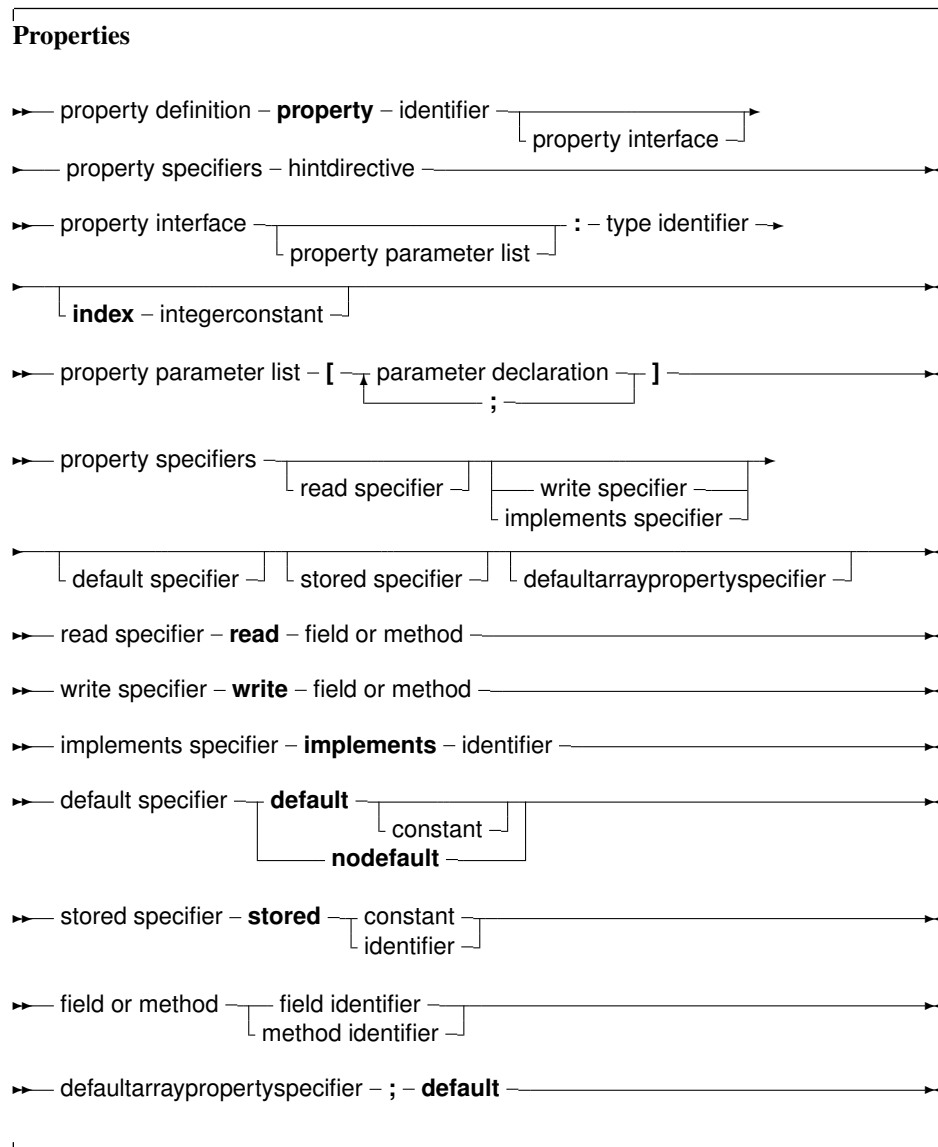 Properties
property definition – property – identifier
property interface
property specifiers – hintdirective
property interface : – type identifier
property parameter list
index – integerconstant
property parameter list – [ parameter declaration ]
;
property specifiers
read specifier write specifier
implements specifier
default specifier stored specifier defaultarraypropertyspecifier
read specifier – read – field or method
write specifier – write – field or method
implements specifier – implements – identifier
default specifier default
constant
nodefault
stored specifier – stored constant
identifier
field or method field identifier
method identifier
defaultarraypropertyspecifier – ; – default